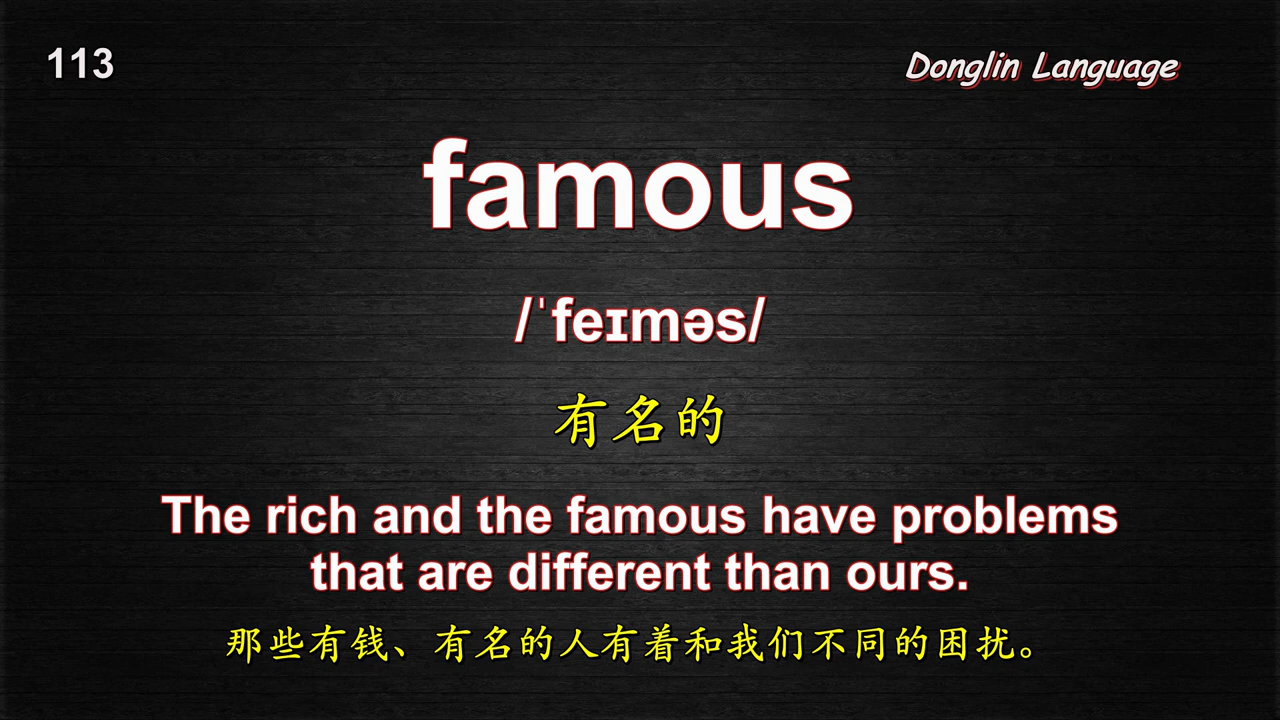 113
Donglin Language
famous
/ˈfeɪməs/
有名的
The rich and the famous have problems
that are different than ours.
那些有钱、有名的人有着和我们不同的困扰。